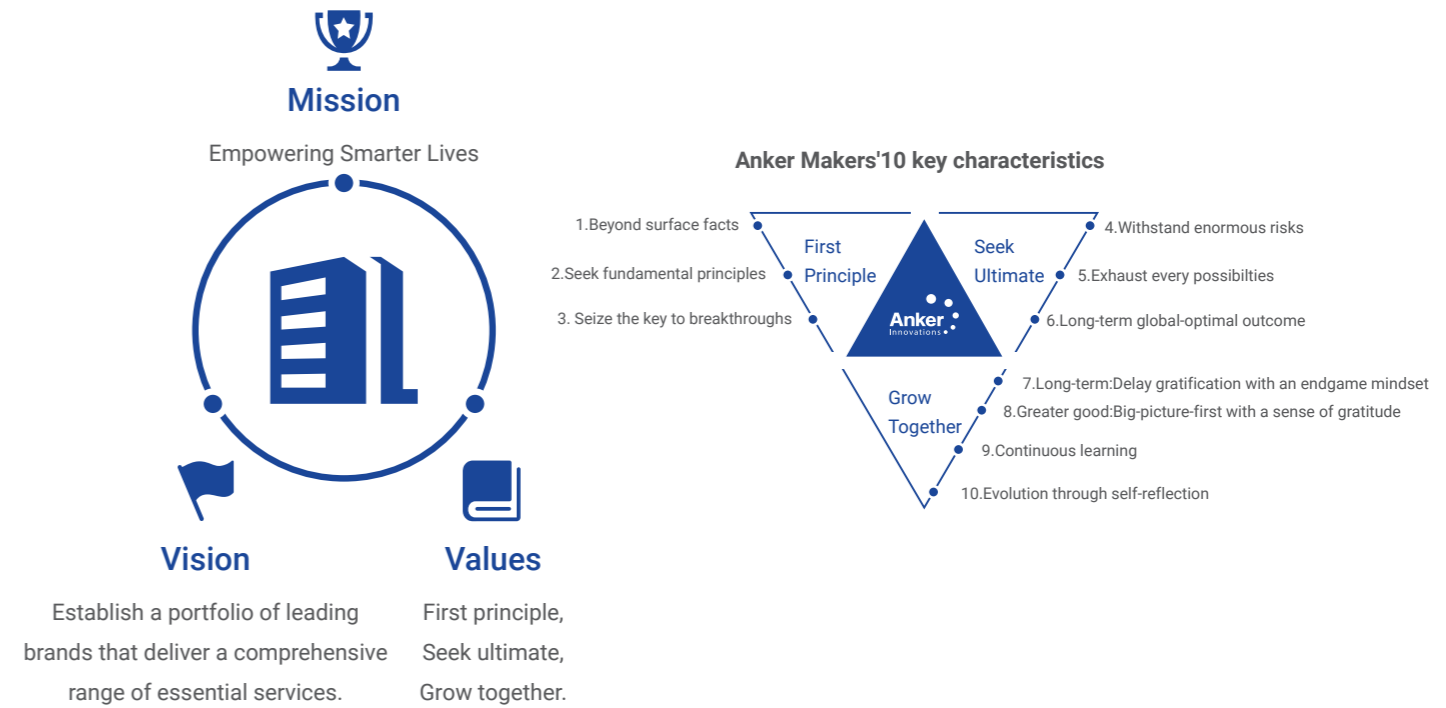 Mission
Empowering Smarter Lives
Vision
Establish a portfolio of leading
brands that deliver a comprehensive
range of essential services.
Values
First principle,
Seek ultimate,
Grow together.
Anker Makers'10 key characteristics
1.Beyond surface facts
2.Seek fundamental principles
3. Seize the key to breakthroughs
First
Principle
Seek
Ultimate
Anker
Innovations
4.Withstand enormous risks
5.Exhaust every possibilties
6.Long-term global-optimal outcome
Grow
Together
7.Long-term:Delay gratification with an endgame mindset
8.Greater good:Big-picture-first with a sense of gratitude
9.Continuous learning
10.Evolution through self-reflection